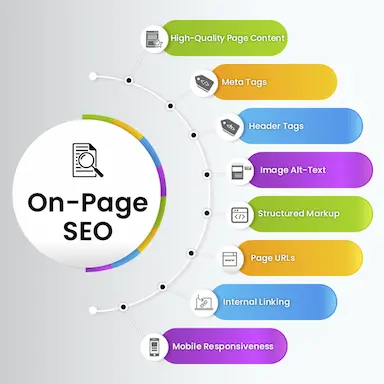 On-Page
SEO
High-Quality Page Content
Meta Tags
Header Tags
Image Alt-Text
Structured Markup
Page URLs
Internal Linking
Mobile Responsiveness